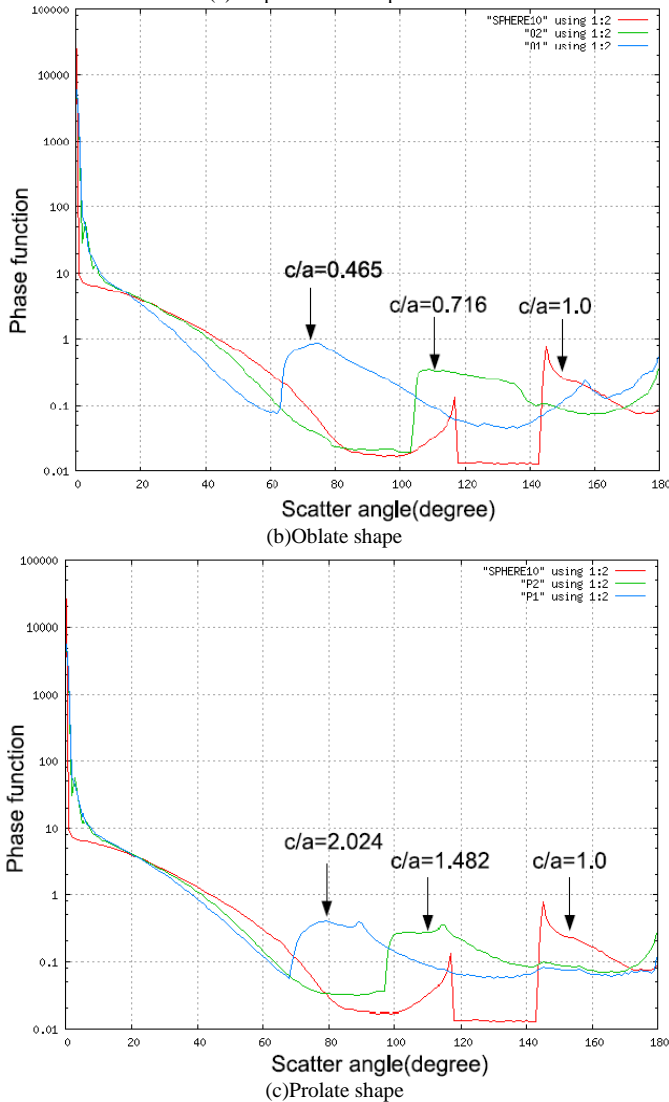 100000
10000
1000
100
10
1
0.1
0.01
Phase function
"SPHERE10" using 1:2
"O2" using 1:2
"O1" using 1:2
c/a=0.465
c/a=0.716
c/a=1.0
0 20 40 60 80 100 120 140 160 180
Scatter angle(degree)
(b)Oblate shape
100000
10000
1000
100
10
1
0.1
0.01
Phase function
"SPHERE10" using 1:2
"P2" using 1:2
"P1" using 1:2
c/a=2.024
c/a=1.482
c/a=1.0
0 20 40 60 80 100 120 140 160 180
Scatter angle(degree)
(c)Prolate shape